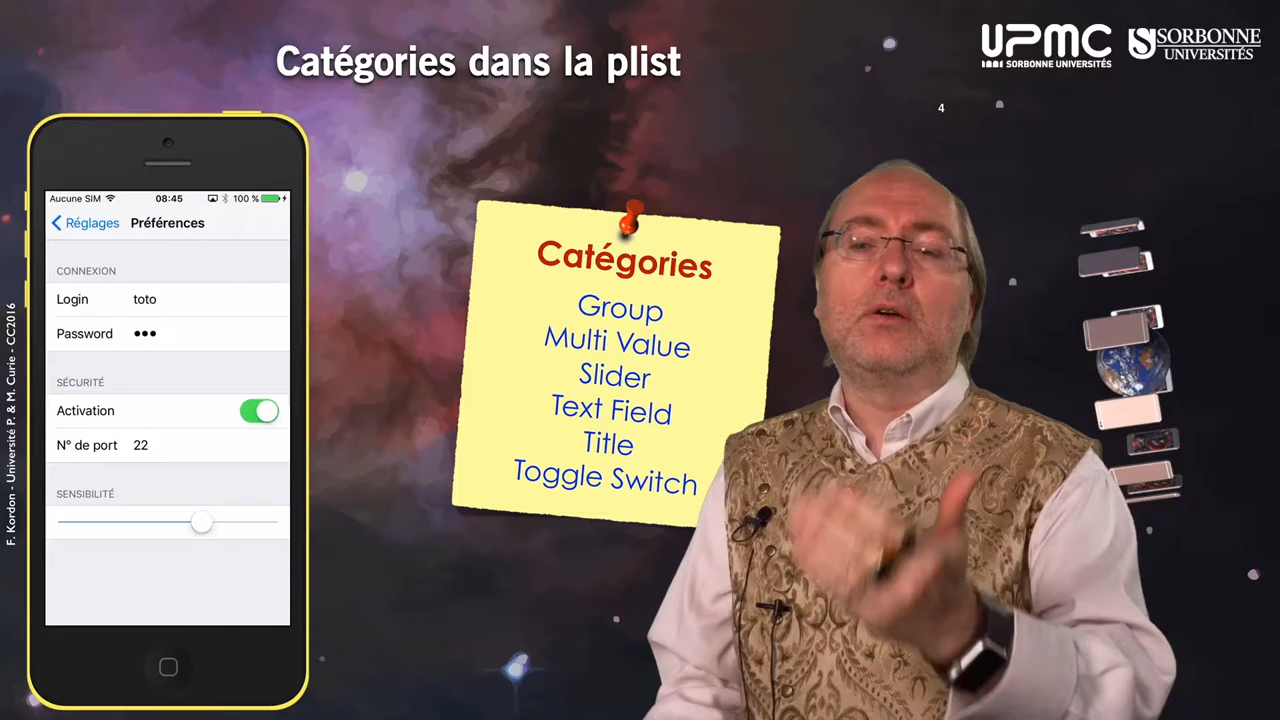 Catégories dans la plist
UPMC
SORBONNE UNIVERSITÉS
SORBONNE
UNIVERSITÉS
4
Aucune SIM 08:45 100 %
Réglages Préférences
CONNEXION
Login toto
Password •••
SÉCURITÉ
Activation
N° de port 22
SENSIBILITÉ
Catégories
Group
Multi Value
Slider
Text Field
Title
Toggle Switch
F. Kordon - Université P. & M. Curie - CC2016